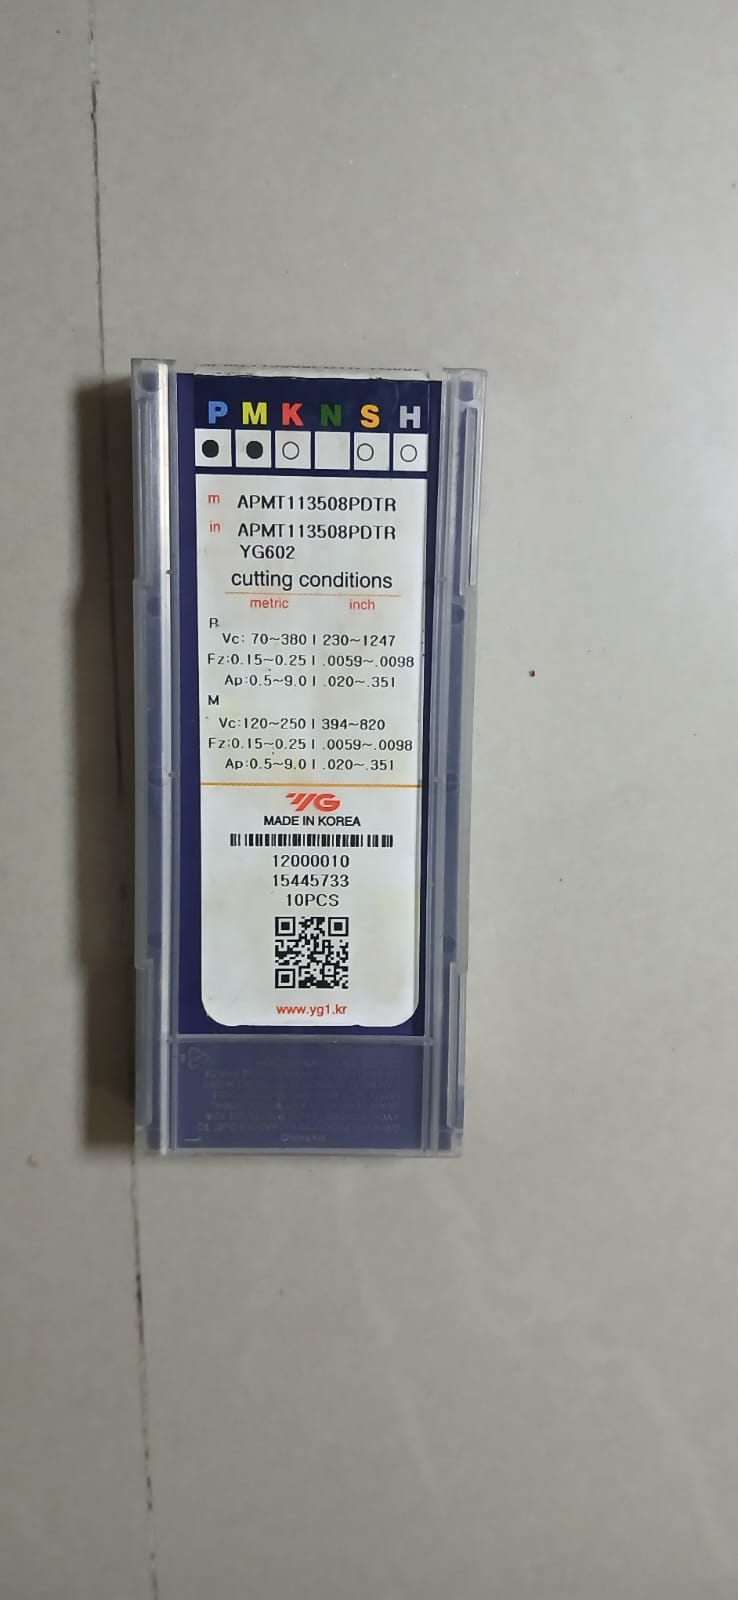 P M K N S H
m APMT113508PDTR
in APMT113508PDTR
YG602
cutting conditions
metric inch
P
Vc: 70~380 | 230~1247
Fz:0.15~0.25 | .0059~.0098
Ap:0.5~9.0 | .020~.351
M
Vc:120~250 | 394~820
Fz:0.15~0.25 | .0059~.0098
Ap:0.5~9.0 | .020~.351
YG
MADE IN KOREA
12000010
15445733
10PCS
www.yg1.kr